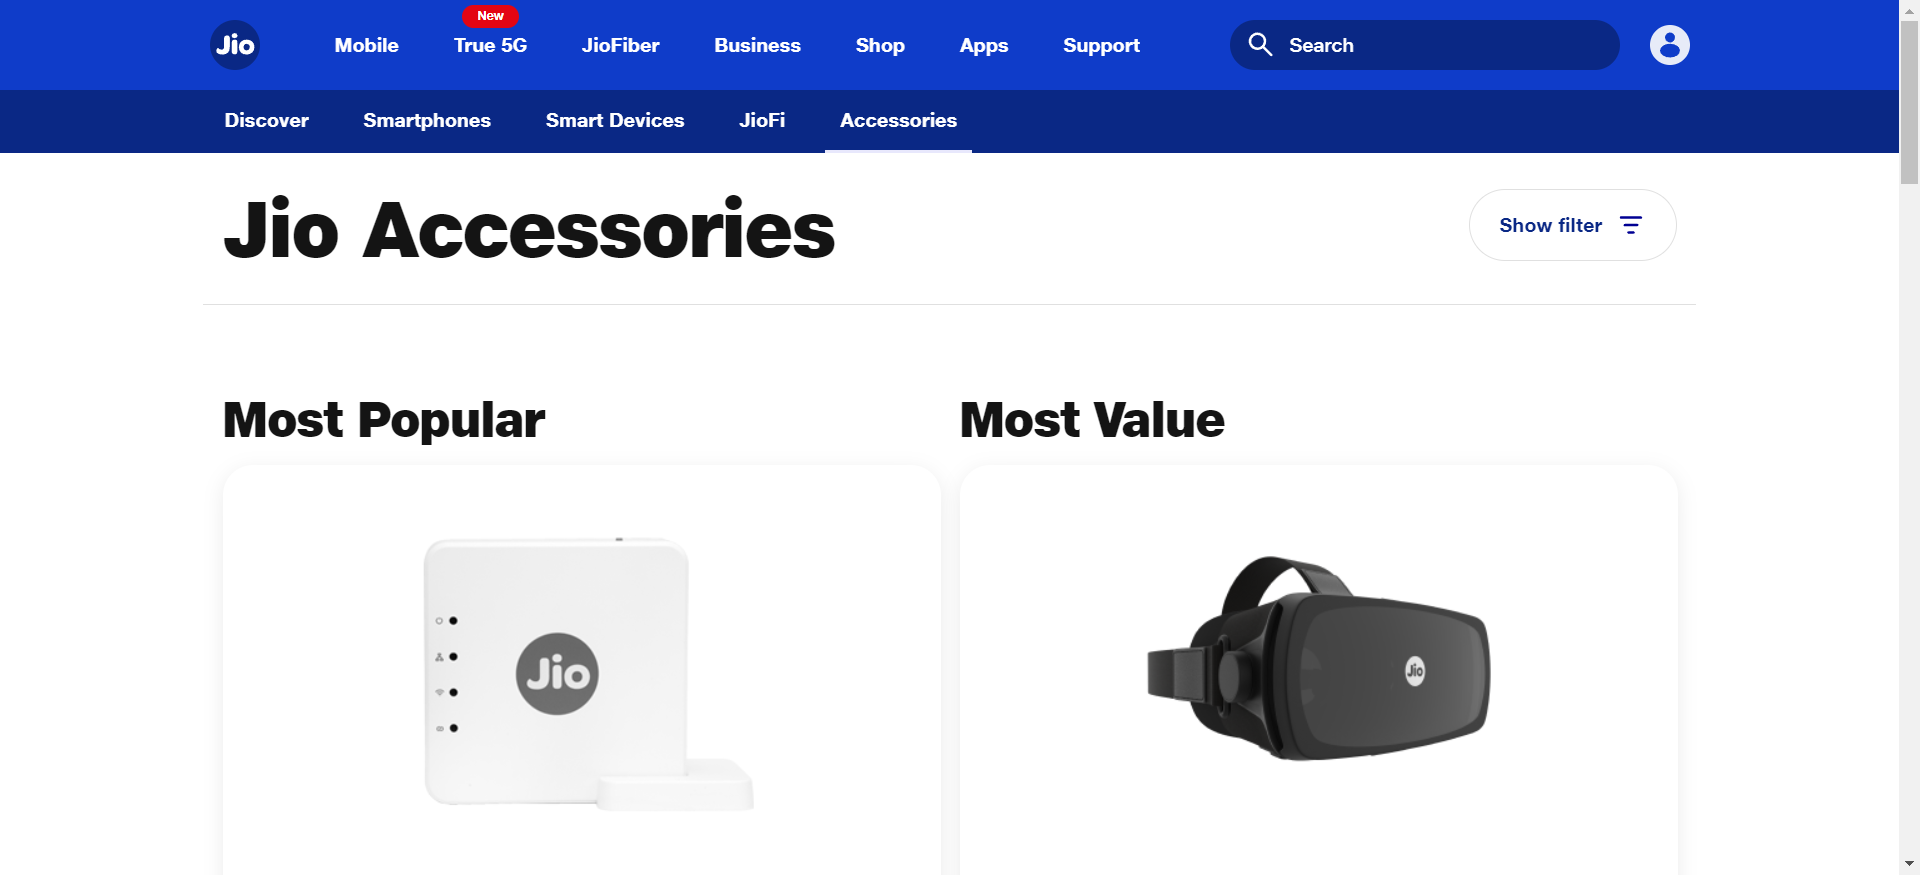 New
Jio
Mobile
True 5G
JioFiber
Business
Shop
Apps
Support
Search
Discover
Smartphones
Smart Devices
JioFi
Accessories
Jio Accessories
Show filter
Most Popular
Most Value
Jio
Jio